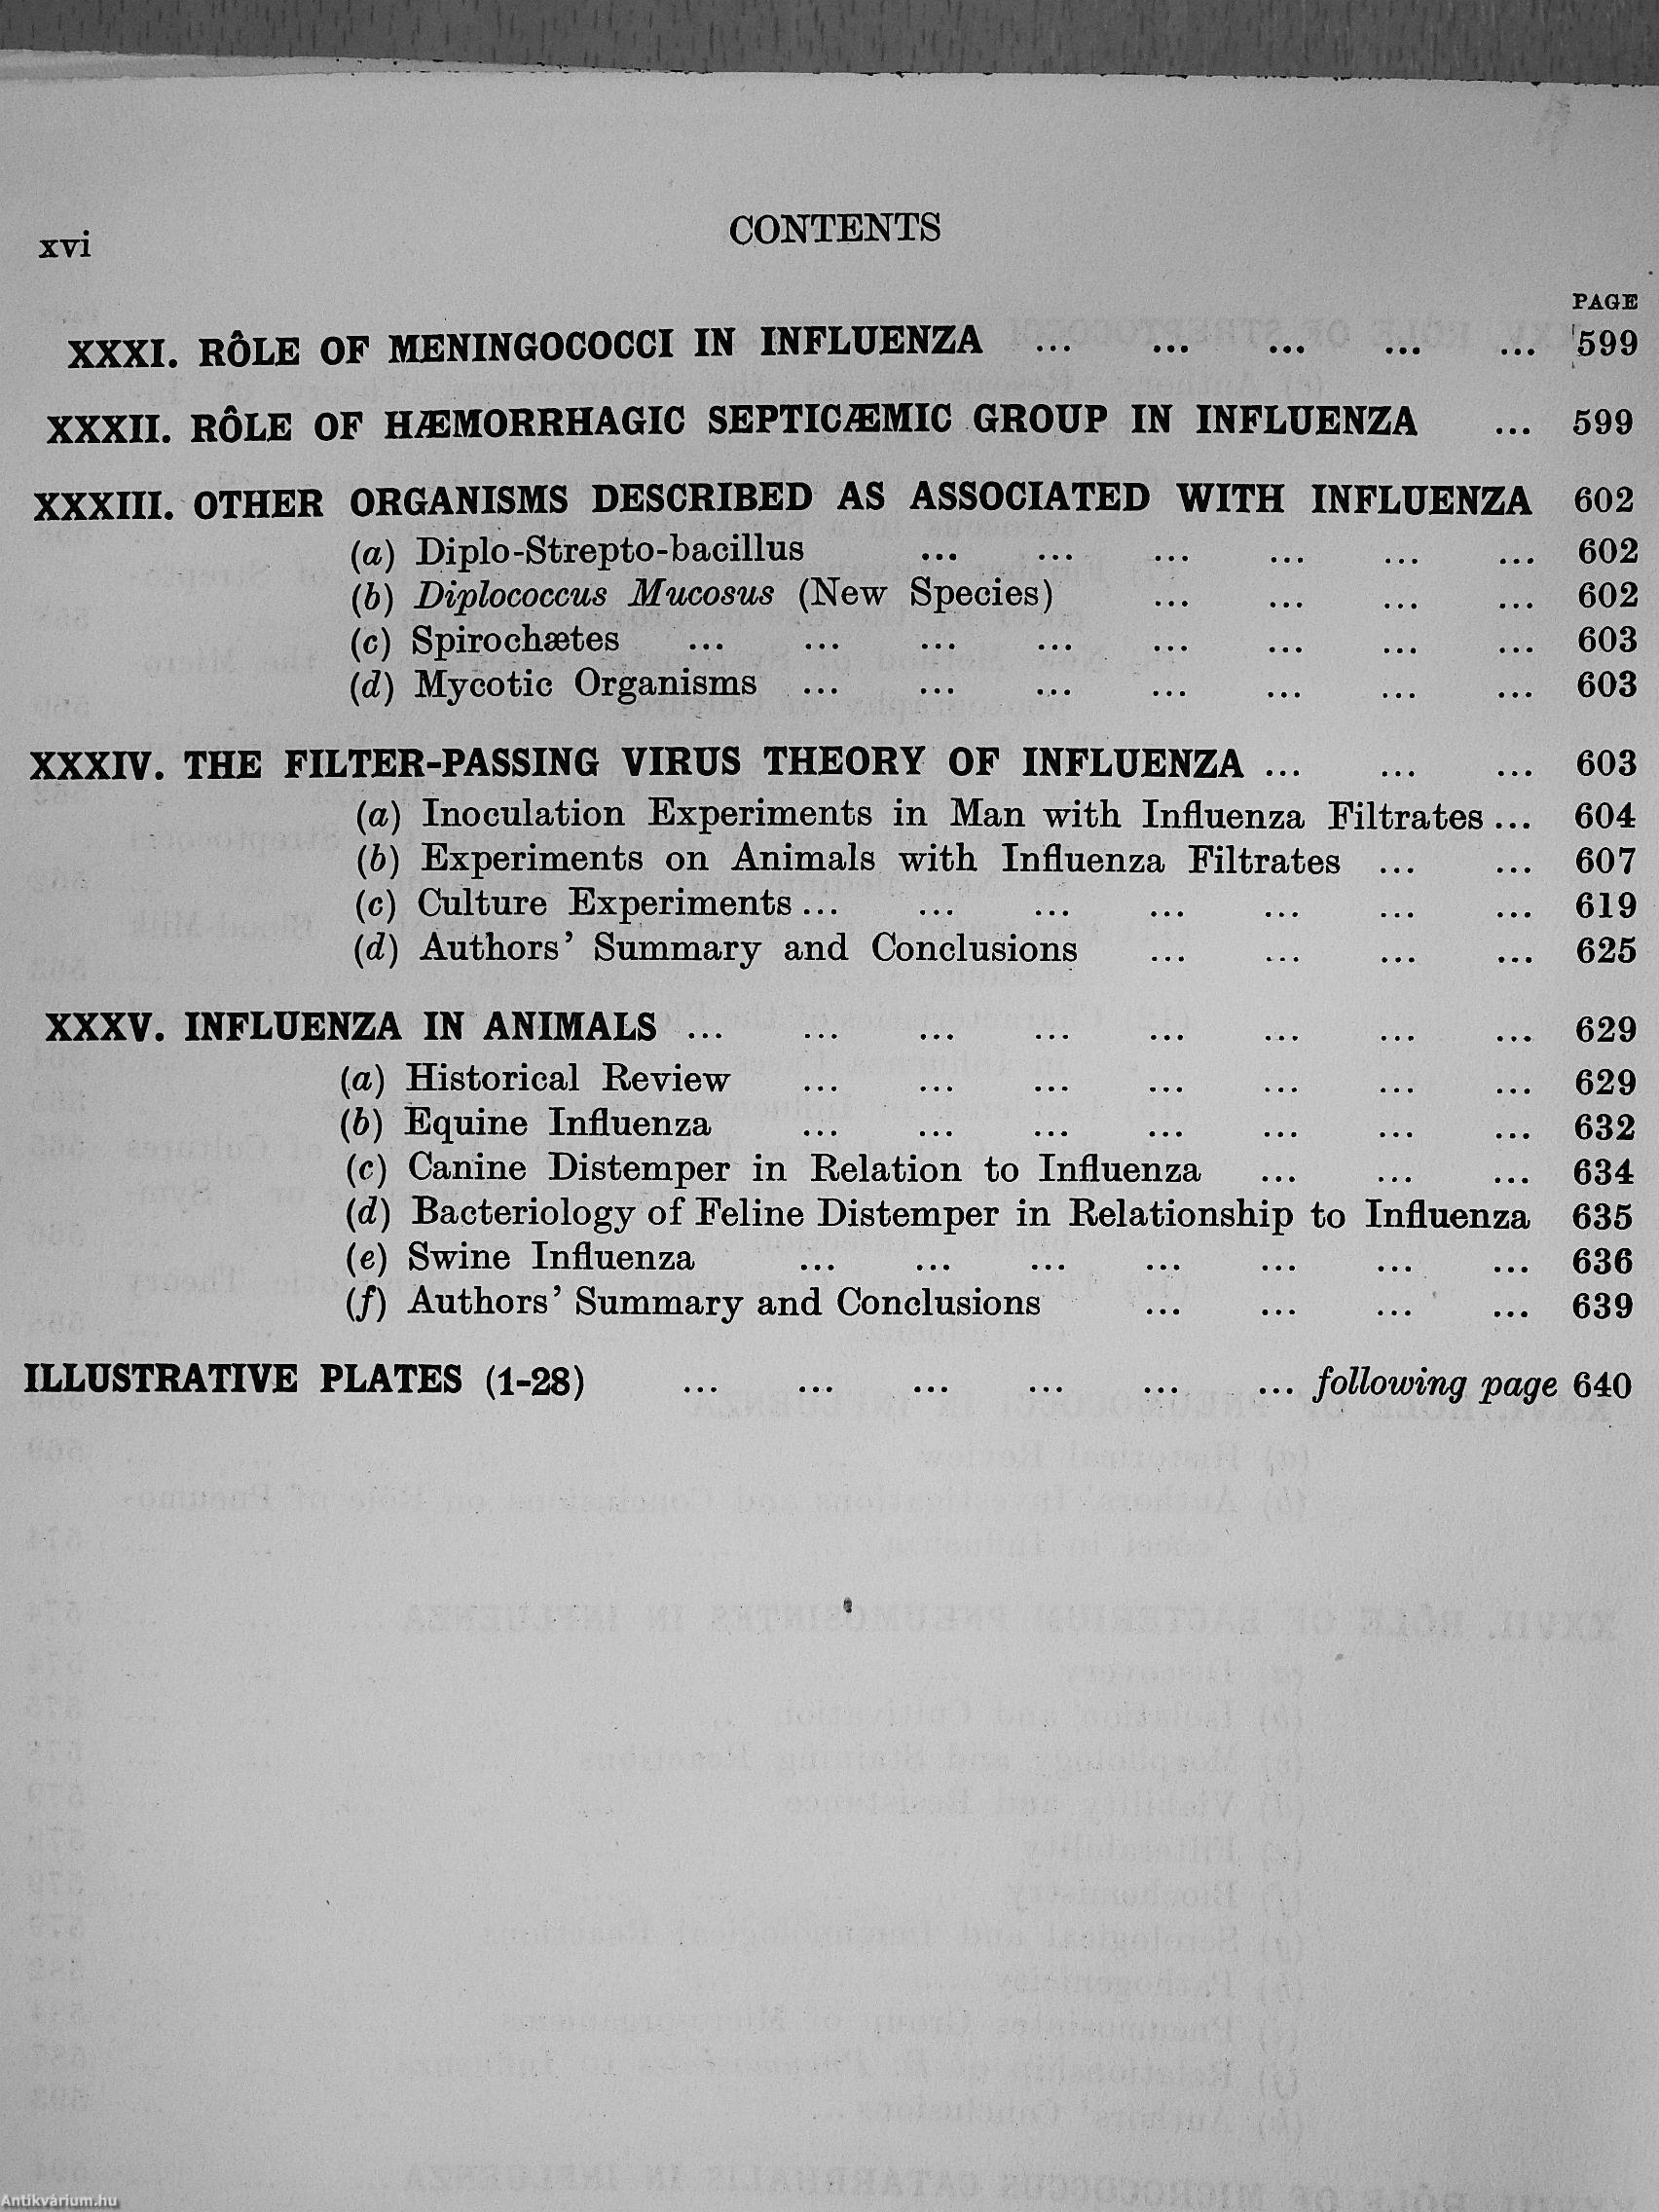 xvi CONTENTS
PAGE
XXXI. RÔLE OF MENINGOCOCCI IN INFLUENZA ... ... ... ... ... 599
XXXII. RÔLE OF HÆMORRHAGIC SEPTICÆMIC GROUP IN INFLUENZA ... 599
XXXIII. OTHER ORGANISMS DESCRIBED AS ASSOCIATED WITH INFLUENZA 602
(a) Diplo-Strepto-bacillus ... ... ... ... ... ... 602
(b) Diplococcus Mucosus (New Species) ... ... ... ... 602
(c) Spirochætes ... ... ... ... ... ... ... ... 603
(d) Mycotic Organisms ... ... ... ... ... ... ... 603
XXXIV. THE FILTER-PASSING VIRUS THEORY OF INFLUENZA ... ... ... 603
(a) Inoculation Experiments in Man with Influenza Filtrates ... 604
(b) Experiments on Animals with Influenza Filtrates ... ... 607
(c) Culture Experiments ... ... ... ... ... ... ... 619
(d) Authors' Summary and Conclusions ... ... ... ... 625
XXXV. INFLUENZA IN ANIMALS ... ... ... ... ... ... ... ... 629
(a) Historical Review ... ... ... ... ... ... ... 629
(b) Equine Influenza ... ... ... ... ... ... ... 632
(c) Canine Distemper in Relation to Influenza ... ... ... 634
(d) Bacteriology of Feline Distemper in Relationship to Influenza 635
(e) Swine Influenza ... ... ... ... ... ... ... 636
(f) Authors' Summary and Conclusions ... ... ... ... 639
ILLUSTRATIVE PLATES (1-28) ... ... ... ... ... ... following page 640
Antikvárium.hu